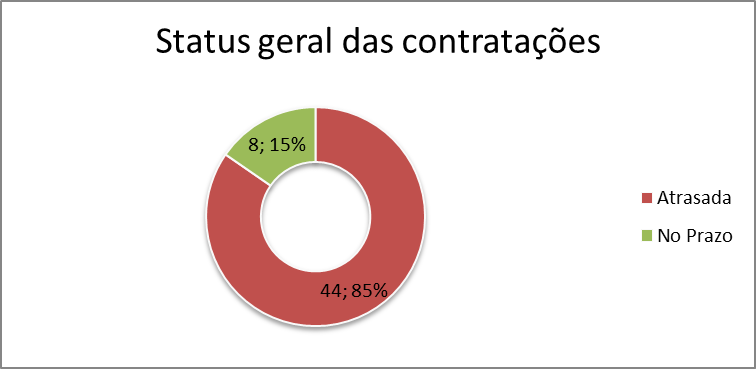 Status geral das contratações
8; 15%
44; 85%
Atrasada
No Prazo